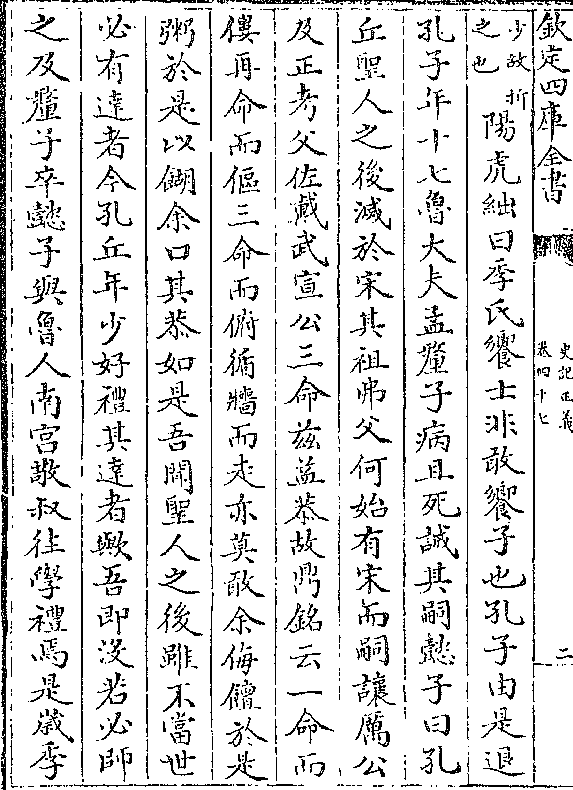 欽定四庫全書
史記正義
卷四十七
二
少故折
之也
陽虎絀曰季氏饗士非敢饗子也孔子由是退
孔子年十七魯大夫孟釐子病且死誡其嗣懿子曰孔
丘聖人之後滅於宋其祖弗父何始有宋而嗣讓厲公
及正考父佐戴武宣公三命茲益恭故鼎銘云一命而
僂再命而傴三命而俯循牆而走亦莫敢余侮饘於是
粥於是以餬余口其恭如是吾聞聖人之後雖不當世
必有達者今孔丘年少好禮其達者歟吾即沒若必師
之及釐子卒懿子與魯人南宫敬叔往學禮焉是歲季